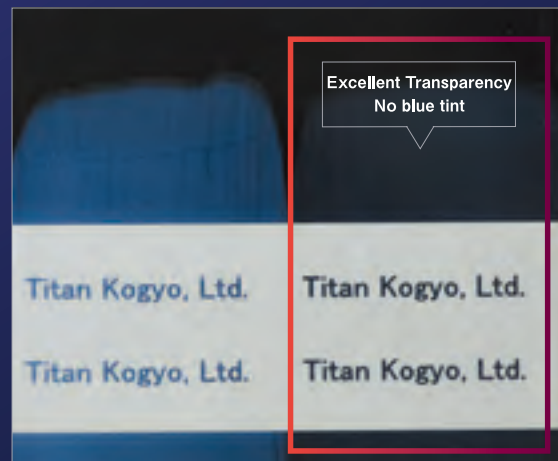 Excellent Transparency
No blue tint
Titan Kogyo, Ltd.
Titan Kogyo, Ltd.
Titan Kogyo, Ltd.
Titan Kogyo, Ltd.